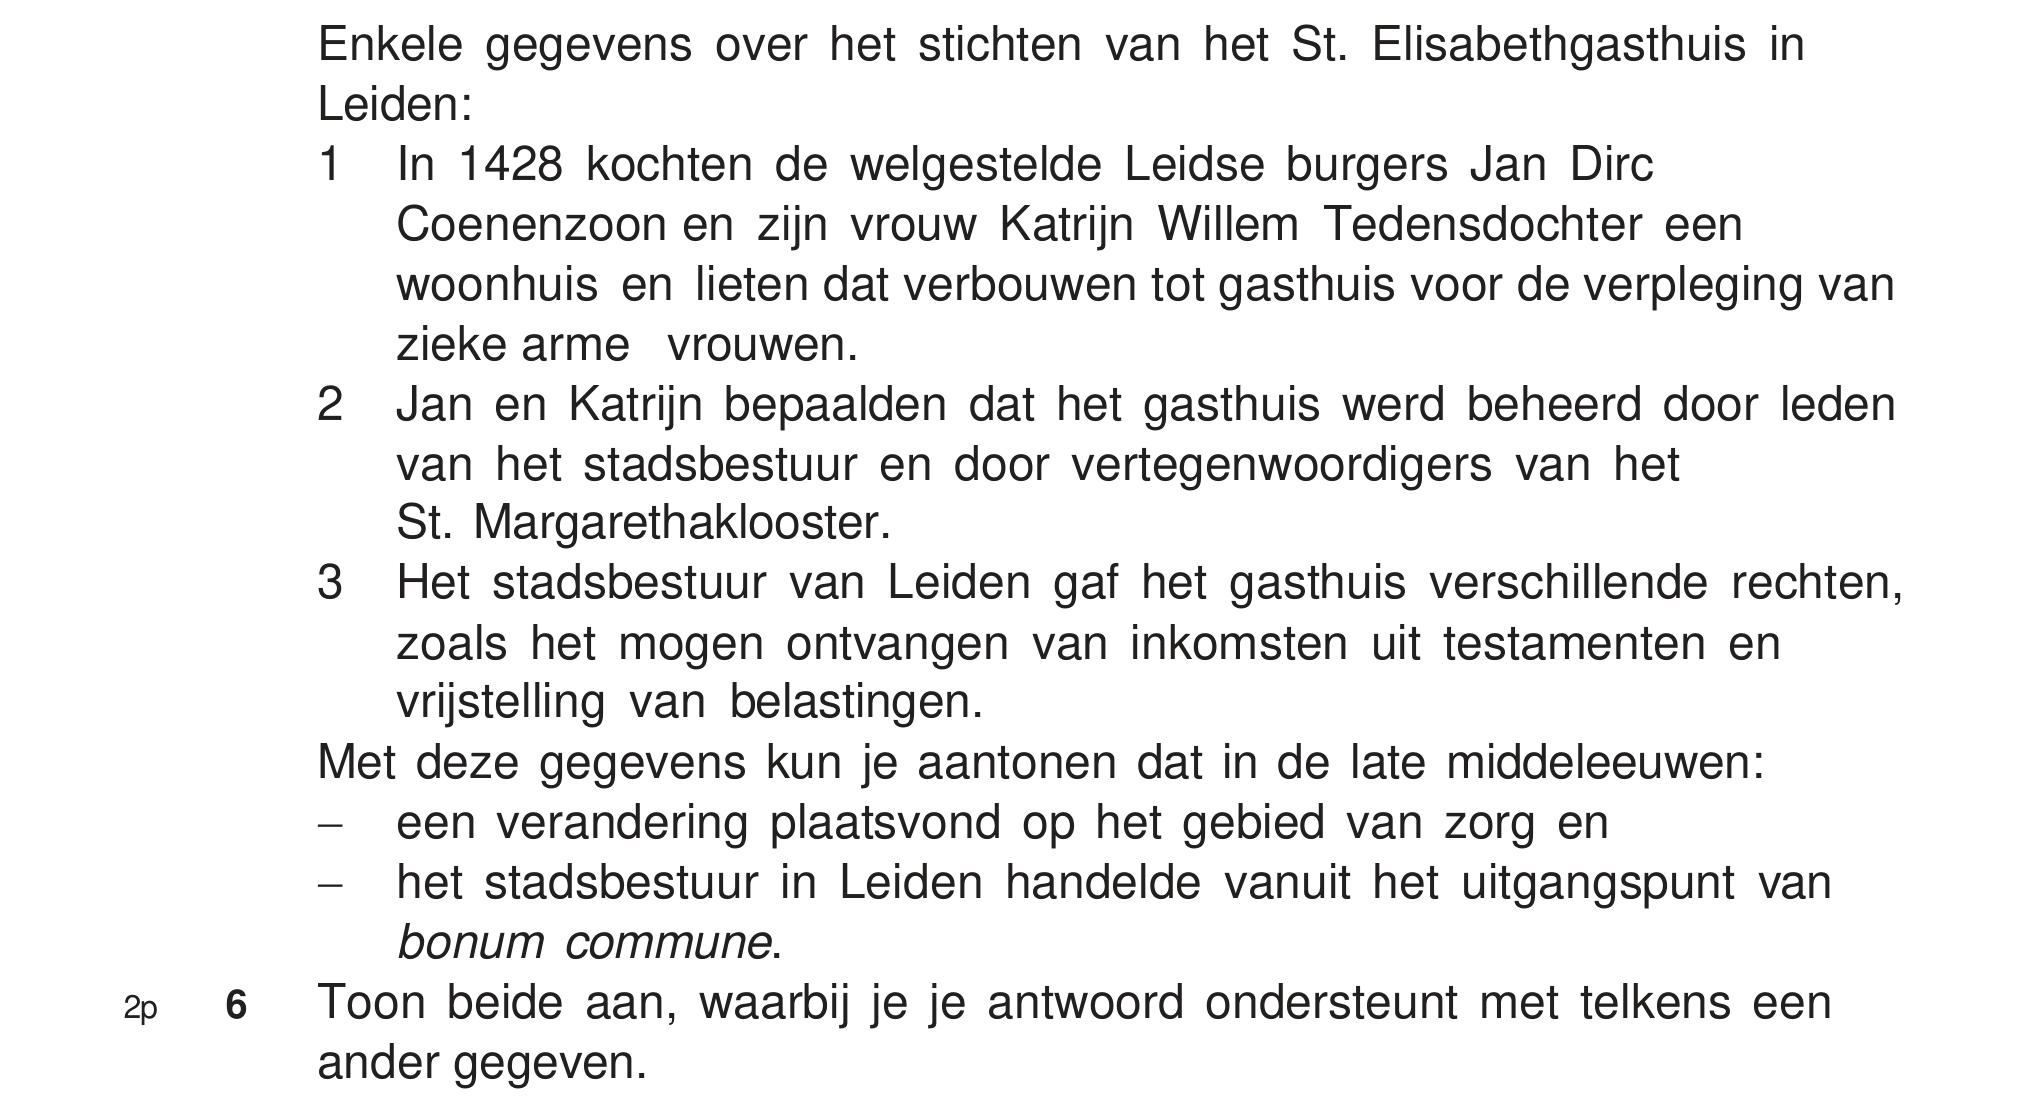 Enkele gegevens over het stichten van het St. Elisabethgasthuis in
Leiden:
1 In 1428 kochten de welgestelde Leidse burgers Jan Dirc
Coenenzoon en zijn vrouw Katrijn Willem Tedensdochter een
woonhuis en lieten dat verbouwen tot gasthuis voor de verpleging van
zieke arme vrouwen.
2 Jan en Katrijn bepaalden dat het gasthuis werd beheerd door leden
van het stadsbestuur en door vertegenwoordigers van het
St. Margarethaklooster.
3 Het stadsbestuur van Leiden gaf het gasthuis verschillende rechten,
zoals het mogen ontvangen van inkomsten uit testamenten en
vrijstelling van belastingen.
Met deze gegevens kun je aantonen dat in de late middeleeuwen:
– een verandering plaatsvond op het gebied van zorg en
– het stadsbestuur in Leiden handelde vanuit het uitgangspunt van
bonum commune.
2p 6 Toon beide aan, waarbij je je antwoord ondersteunt met telkens een
ander gegeven.